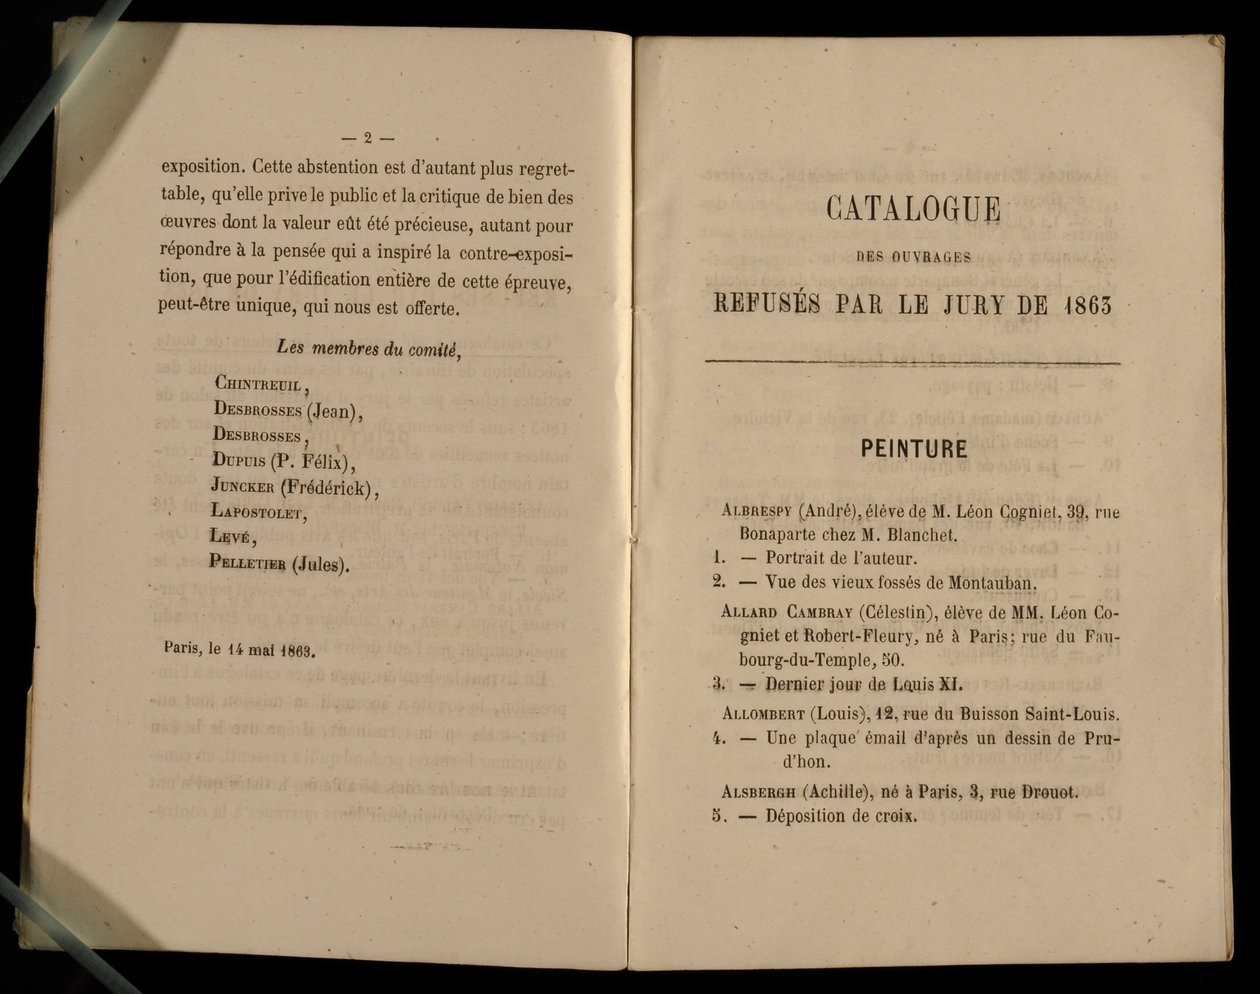 — 2 —
exposition. Cette abstention est d'autant plus regret-
table, qu'elle prive le public et la critique de bien des
œuvres dont la valeur eût été précieuse, autant pour
répondre à la pensée qui a inspiré la contre-exposi-
tion, que pour l'édification entière de cette épreuve,
peut-être unique, qui nous est offerte.
Les membres du comité,
CHINTREUIL,
DESBROSSES (Jean),
DESBROSSES,
DUPUIS (P. Félix),
JUNCKER (Frédérick),
LAPOSTOLET,
LEVÉ,
PELLETIER (Jules).
Paris, le 14 mai 1863.
CATALOGUE
DES OUVRAGES
REFUSÉS PAR LE JURY DE 1863
PEINTURE
ALBRESPY (André), élève de M. Léon Cogniet, 39, rue
Bonaparte chez M. Blanchet.
1. — Portrait de l'auteur.
2. — Vue des vieux fossés de Montauban.
ALLARD CAMBRAY (Célestin), élève de MM. Léon Co-
gniet et Robert-Fleury, né à Paris; rue du Fau-
bourg-du-Temple, 50.
3. — Dernier jour de Louis XI.
ALLOMBERT (Louis), 12, rue du Buisson Saint-Louis.
4. — Une plaque émail d'après un dessin de Pru-
d'hon.
ALSBERGH (Achille), né à Paris, 3, rue Drouot.
5. — Déposition de croix.